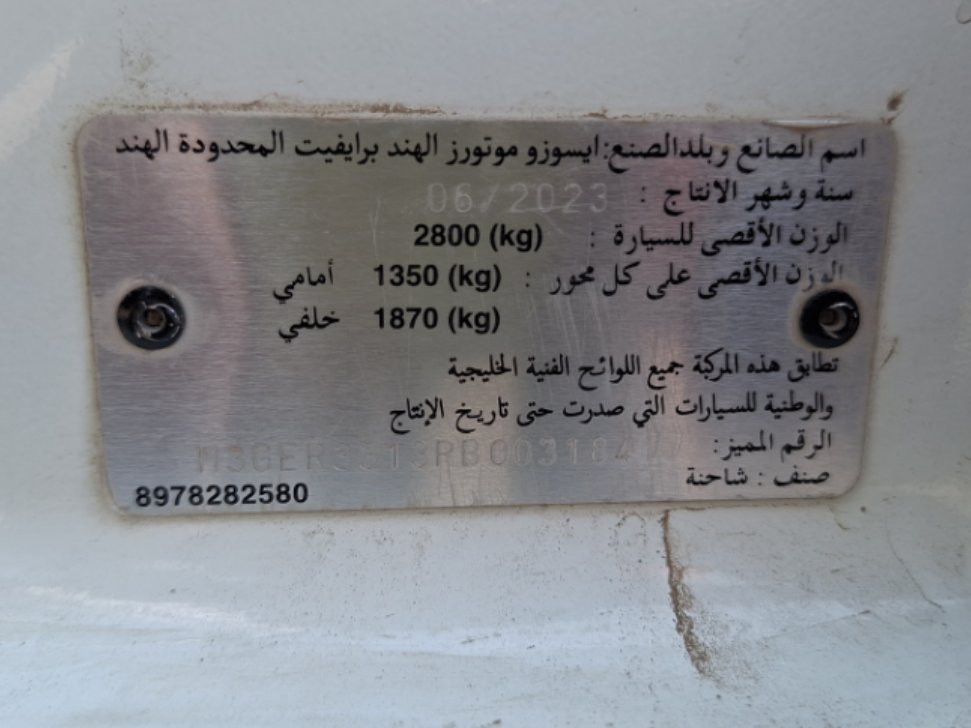 اسم الصانع وبلدالصنع: ايسوزو موتورز الهند برايفيت المحدودة الهند
سنة وشهر الانتاج : 06/2023
الوزن الأقصى للسيارة : 2800 (kg)
الوزن الأقصى على كل محور : 1350 (kg) أمامي
1870 (kg) خلفي
تطابق هذه المركبة جميع اللوائح الفنية الخليجية
والوطنية للسيارات التي صدرت حتى تاريخ الإنتاج
الرقم المميز:
صنف : شاحنة
8978282580